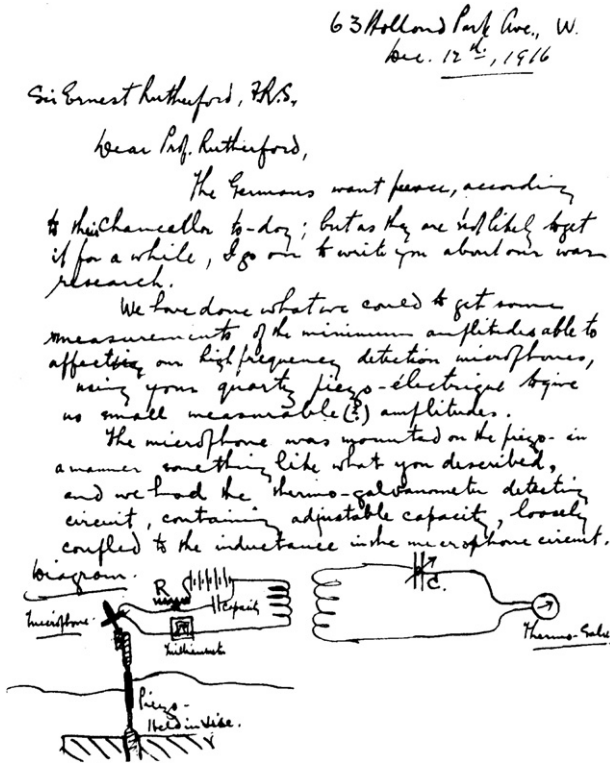 63 Holland Park Ave., W.
Dec. 12th, 1916
Sir Ernest Rutherford, F.R.S.,
Dear Prof. Rutherford,
The Germans want peace, according
to their Chancellor to-day; but as they are not likely to get
it for a while, I go on to write you about our war
research.
We have done what we could to get some
measurements of the minimum amplitudes able to
affect our high frequency detection microphones,
using your quartz piezo-électrique to give
us small measurable (?) amplitudes.
The microphone was mounted on the piezo- in
a manner something like what you described,
and we had the thermo-galvanometer detecting
circuit, containing adjustable capacity, loosely
coupled to the inductance in the microphone circuit.
Diagram.
R
Capacity
C.
Microphone.
Milliammeter
Thermo-Galv.
Piezo-
Held in Vise.